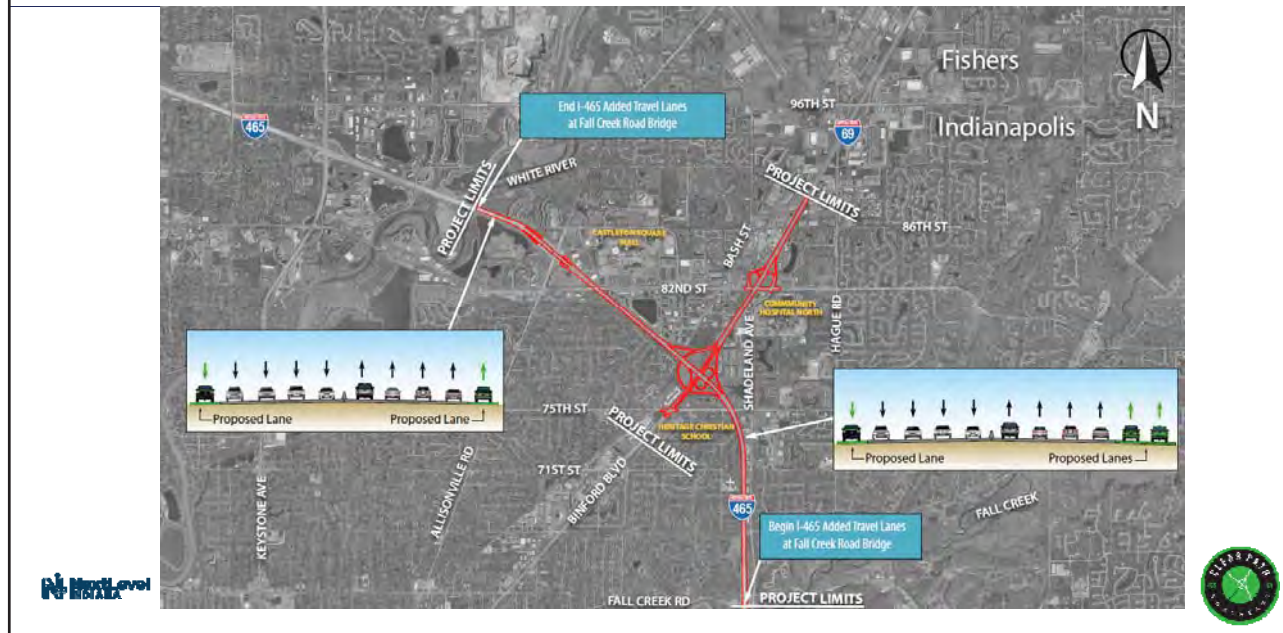 Fishers
N
96TH ST
Indianapolis
465
69
End I-465 Added Travel Lanes
at Fall Creek Road Bridge
WHITE RIVER
PROJECT LIMITS
PROJECT LIMITS
86TH ST
CASTLETON SQUARE
MALL
BASH ST
82ND ST
COMMMUNITY
HOSPITAL NORTH
HAGUE RD
SHADELAND AVE
Proposed Lane
Proposed Lane
75TH ST
PROJECT LIMITS
HERITAGE CHRISTIAN
SCHOOL
Proposed Lane
Proposed Lanes
71ST ST
BINFORD BLVD
ALLISONVILLE RD
KEYSTONE AVE
465
FALL CREEK
Begin I-465 Added Travel Lanes
at Fall Creek Road Bridge
FALL CREEK RD
PROJECT LIMITS
NextLevel
INDIANA
CLEAR PATH